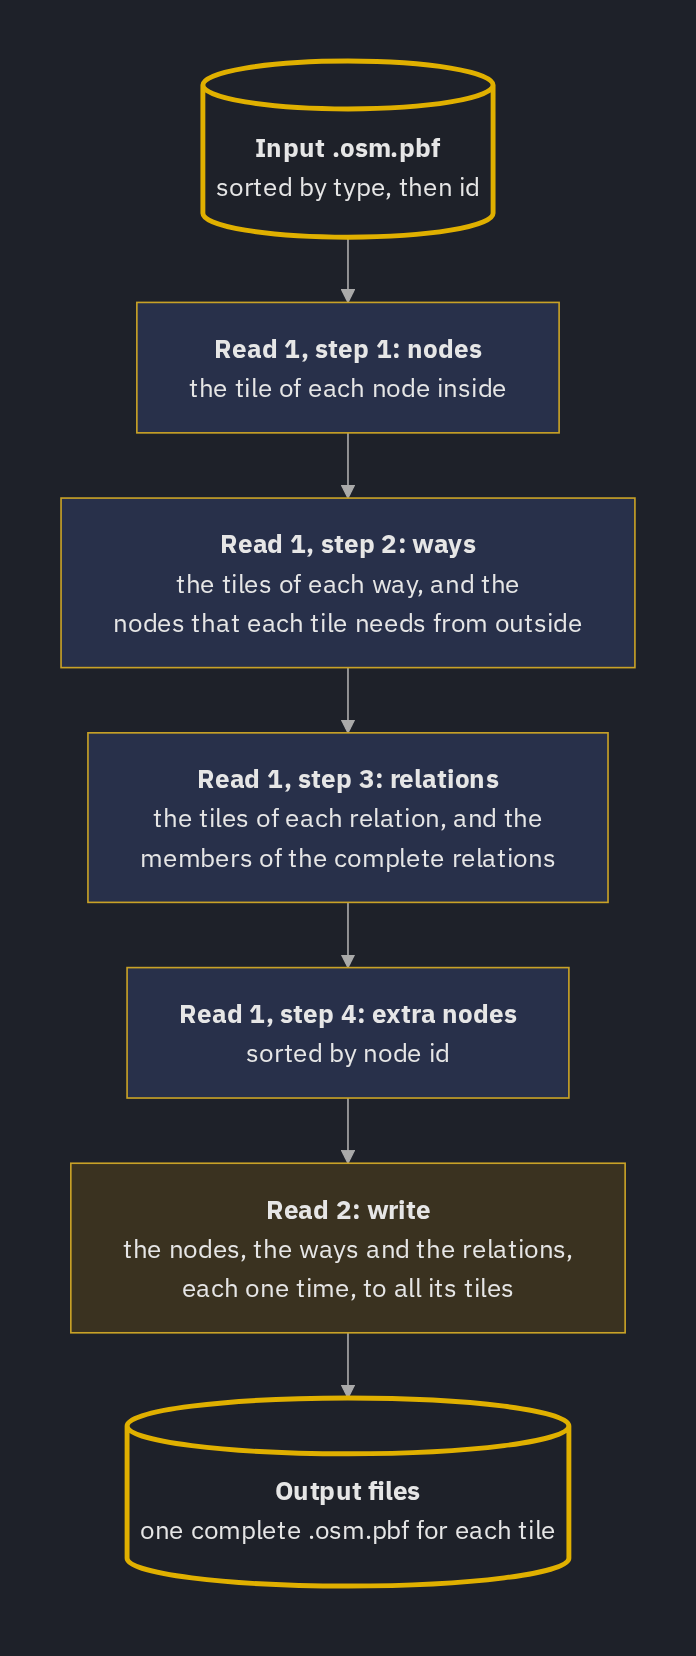 Input .osm.pbf
sorted by type, then id
Read 1, step 1: nodes
the tile of each node inside
Read 1, step 2: ways
the tiles of each way, and the
nodes that each tile needs from outside
Read 1, step 3: relations
the tiles of each relation, and the
members of the complete relations
Read 1, step 4: extra nodes
sorted by node id
Read 2: write
the nodes, the ways and the relations,
each one time, to all its tiles
Output files
one complete .osm.pbf for each tile